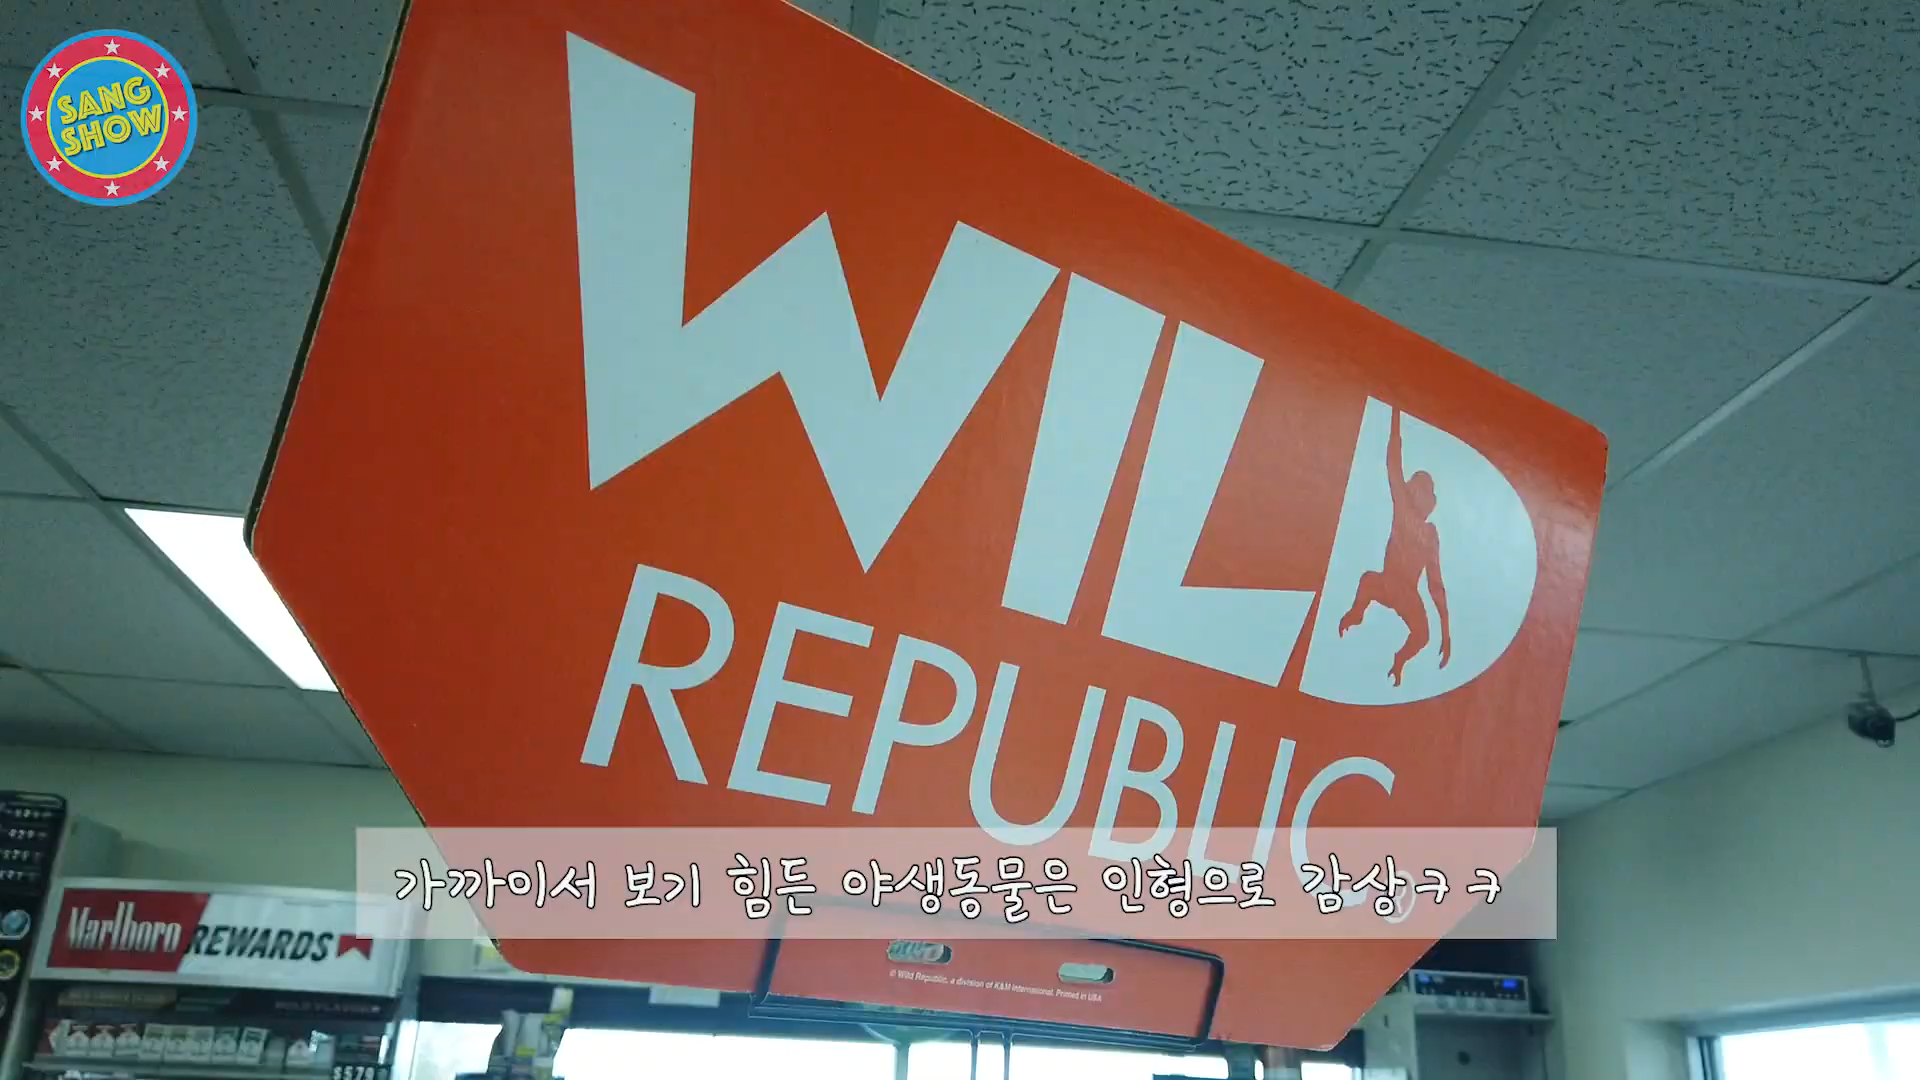 SANG
SHOW
WILD
REPUBLIC
가까이서 보기 힘든 야생동물은 인형으로 감상ㅋㅋ
© Wild Republic, a division of K&M International. Printed in USA
Marlboro REWARDS